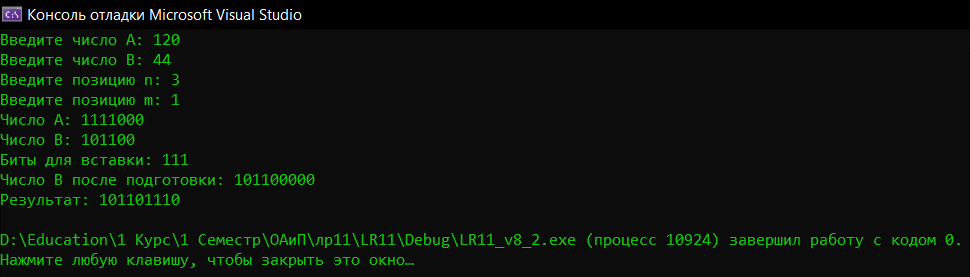 Консоль отладки Microsoft Visual Studio
Введите число A: 120
Введите число B: 44
Введите позицию n: 3
Введите позицию m: 1
Число A: 1111000
Число B: 101100
Биты для вставки: 111
Число B после подготовки: 101100000
Результат: 101101110
D:\Education\1 Курс\1 Семестр\ОАиП\лр11\LR11\Debug\LR11_v8_2.exe (процесс 10924) завершил работу с кодом 0.
Нажмите любую клавишу, чтобы закрыть это окно…